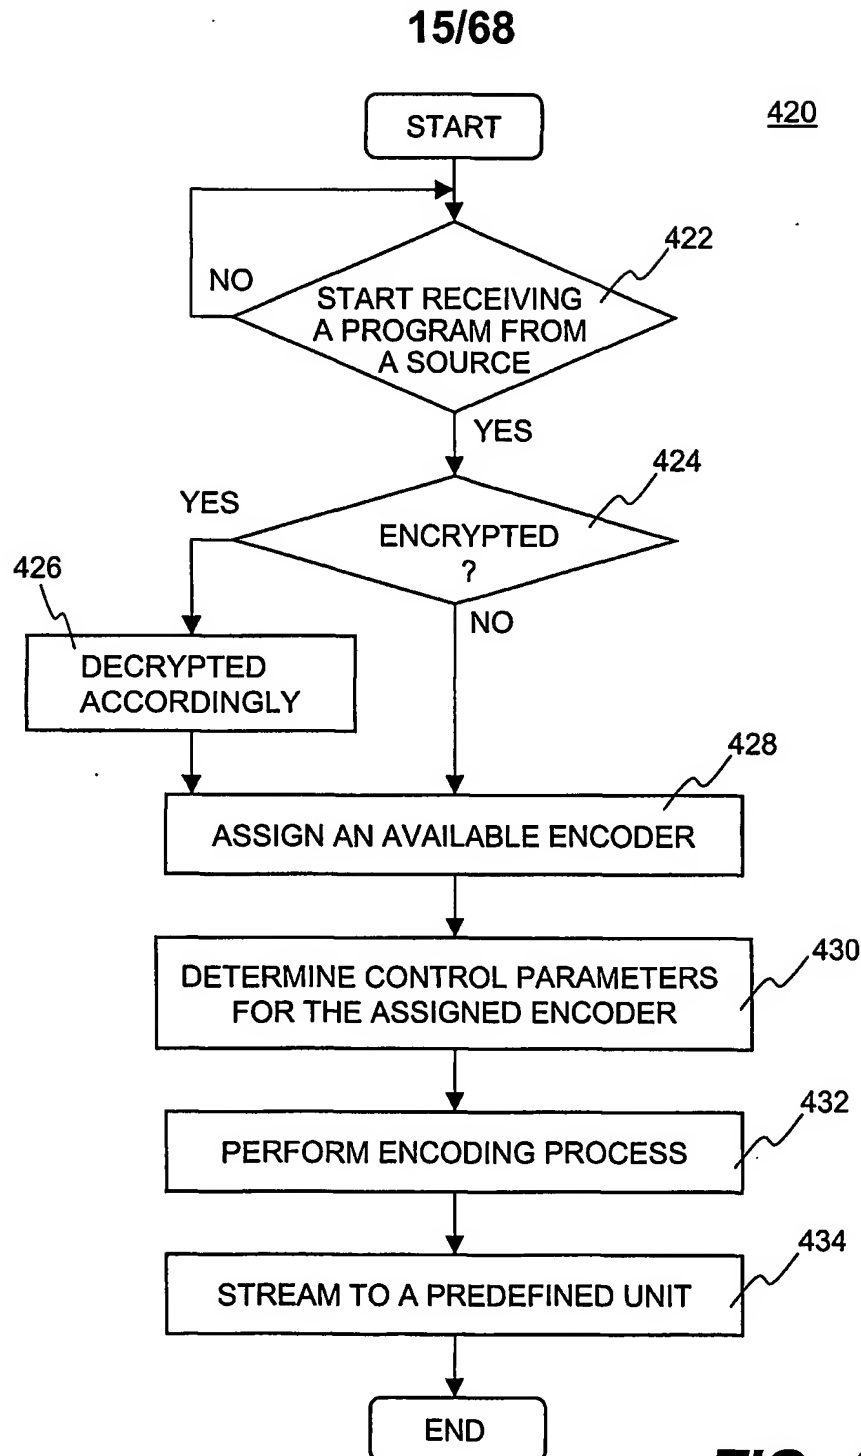 15/68
START
420
422
NO
START RECEIVING
A PROGRAM FROM
A SOURCE
YES
424
YES
ENCRYPTED
?
426
NO
DECRYPTED
ACCORDINGLY
428
ASSIGN AN AVAILABLE ENCODER
430
DETERMINE CONTROL PARAMETERS
FOR THE ASSIGNED ENCODER
432
PERFORM ENCODING PROCESS
434
STREAM TO A PREDEFINED UNIT
END